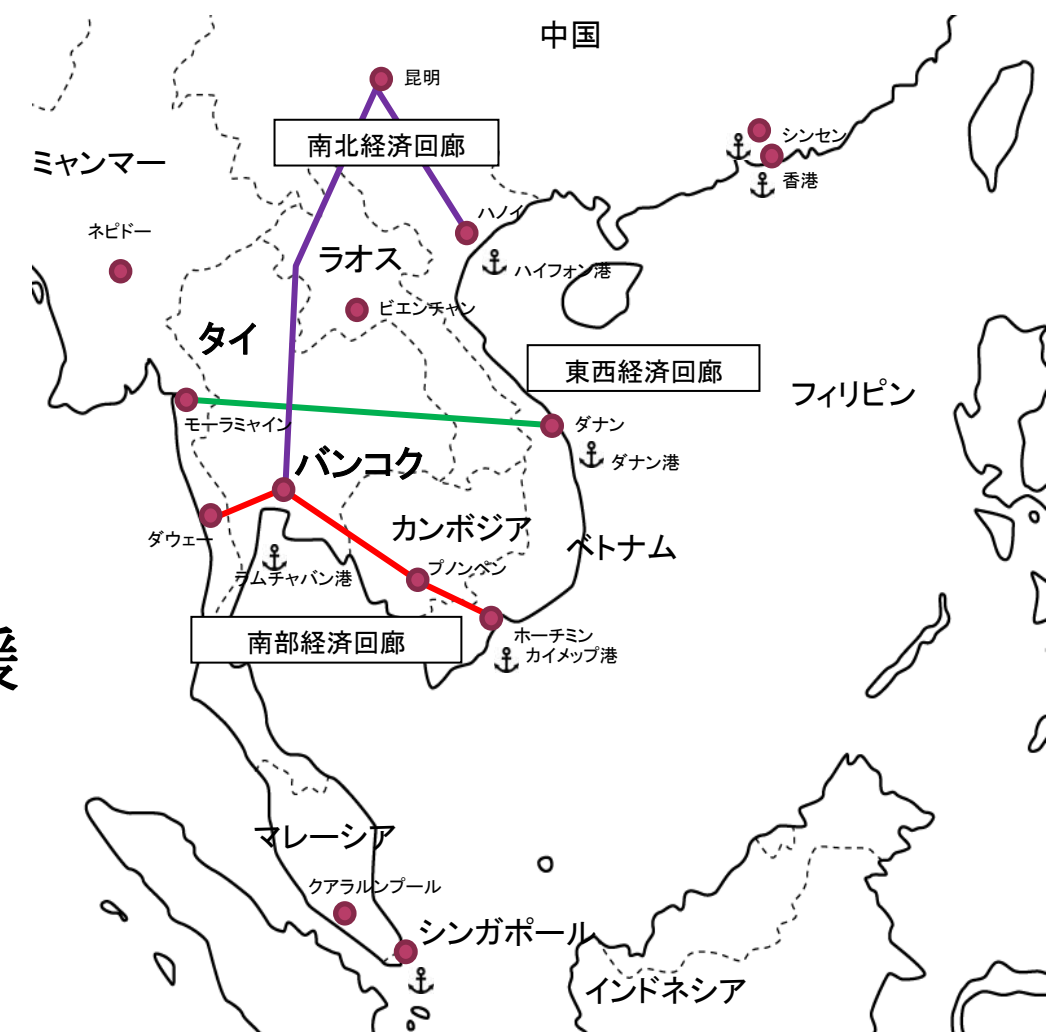 中国
昆明
南北経済回廊
シンセン
香港
ミャンマー
ハノイ
ネピドー
ラオス
ハイフォン港
ビエンチャン
タイ
東西経済回廊
フィリピン
モーラミャイン
ダナン
バンコク
ダナン港
カンボジア
ダウェー
ベトナム
プノンペン
ラムチャバン港
南部経済回廊
ホーチミン
カイメップ港
マレーシア
クアラルンプール
シンガポール
インドネシア